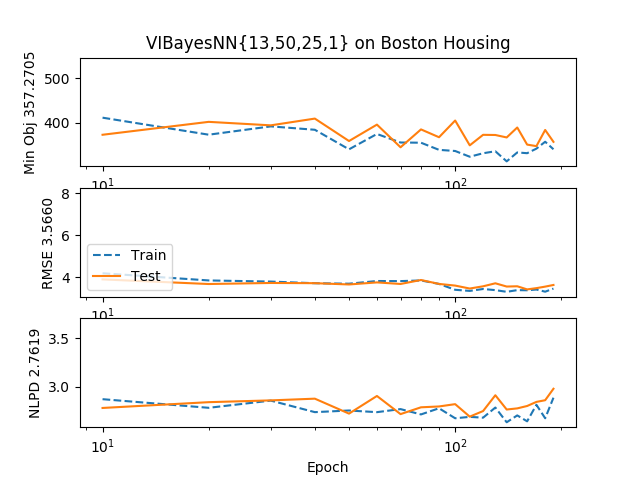 VIBayesNN{13,50,25,1} on Boston Housing
Min Obj 357.2705
500
400
10¹ 10²
RMSE 3.5660
8
6
4
Train
Test
10¹ 10²
NLPD 2.7619
3.5
3.0
10¹ 10²
Epoch